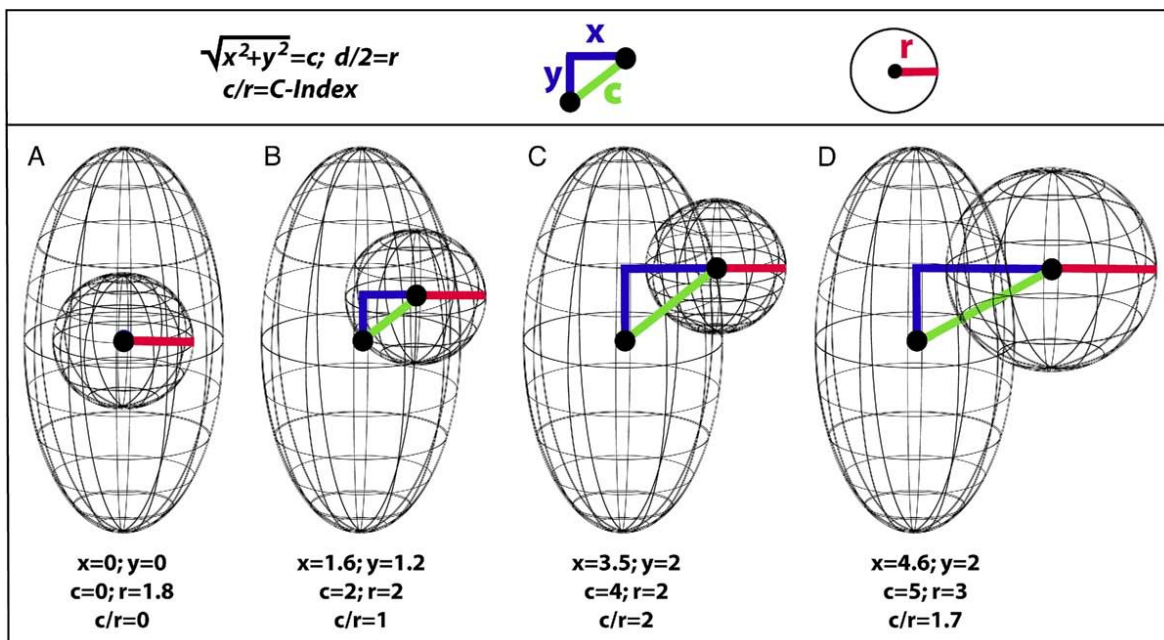 √x²+y²=c; d/2=r
c/r=C-Index
x
y
c
r
A
B
C
D
x=0; y=0
c=0; r=1.8
c/r=0
x=1.6; y=1.2
c=2; r=2
c/r=1
x=3.5; y=2
c=4; r=2
c/r=2
x=4.6; y=2
c=5; r=3
c/r=1.7